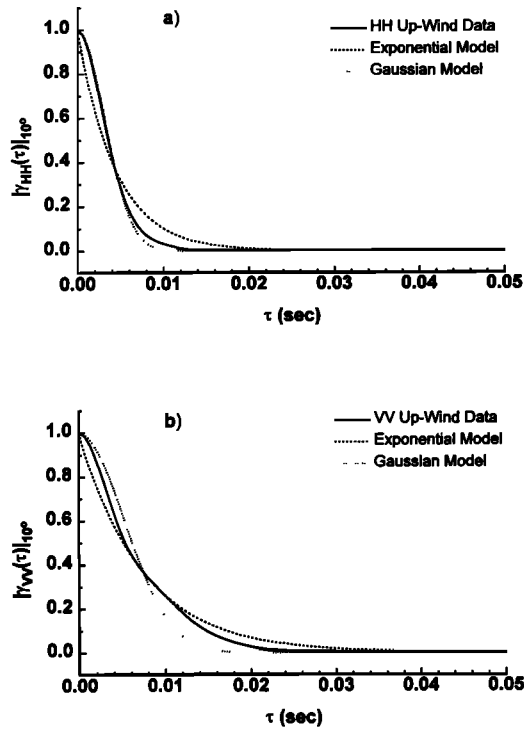 a)
HH Up-Wind Data
Exponential Model
Gaussian Model
|γHH(τ)|10°
1.0
0.8
0.6
0.4
0.2
0.0
0.00 0.01 0.02 0.03 0.04 0.05
τ (sec)
b)
VV Up-Wind Data
Exponential Model
Gaussian Model
|γVV(τ)|10°
1.0
0.8
0.6
0.4
0.2
0.0
0.00 0.01 0.02 0.03 0.04 0.05
τ (sec)